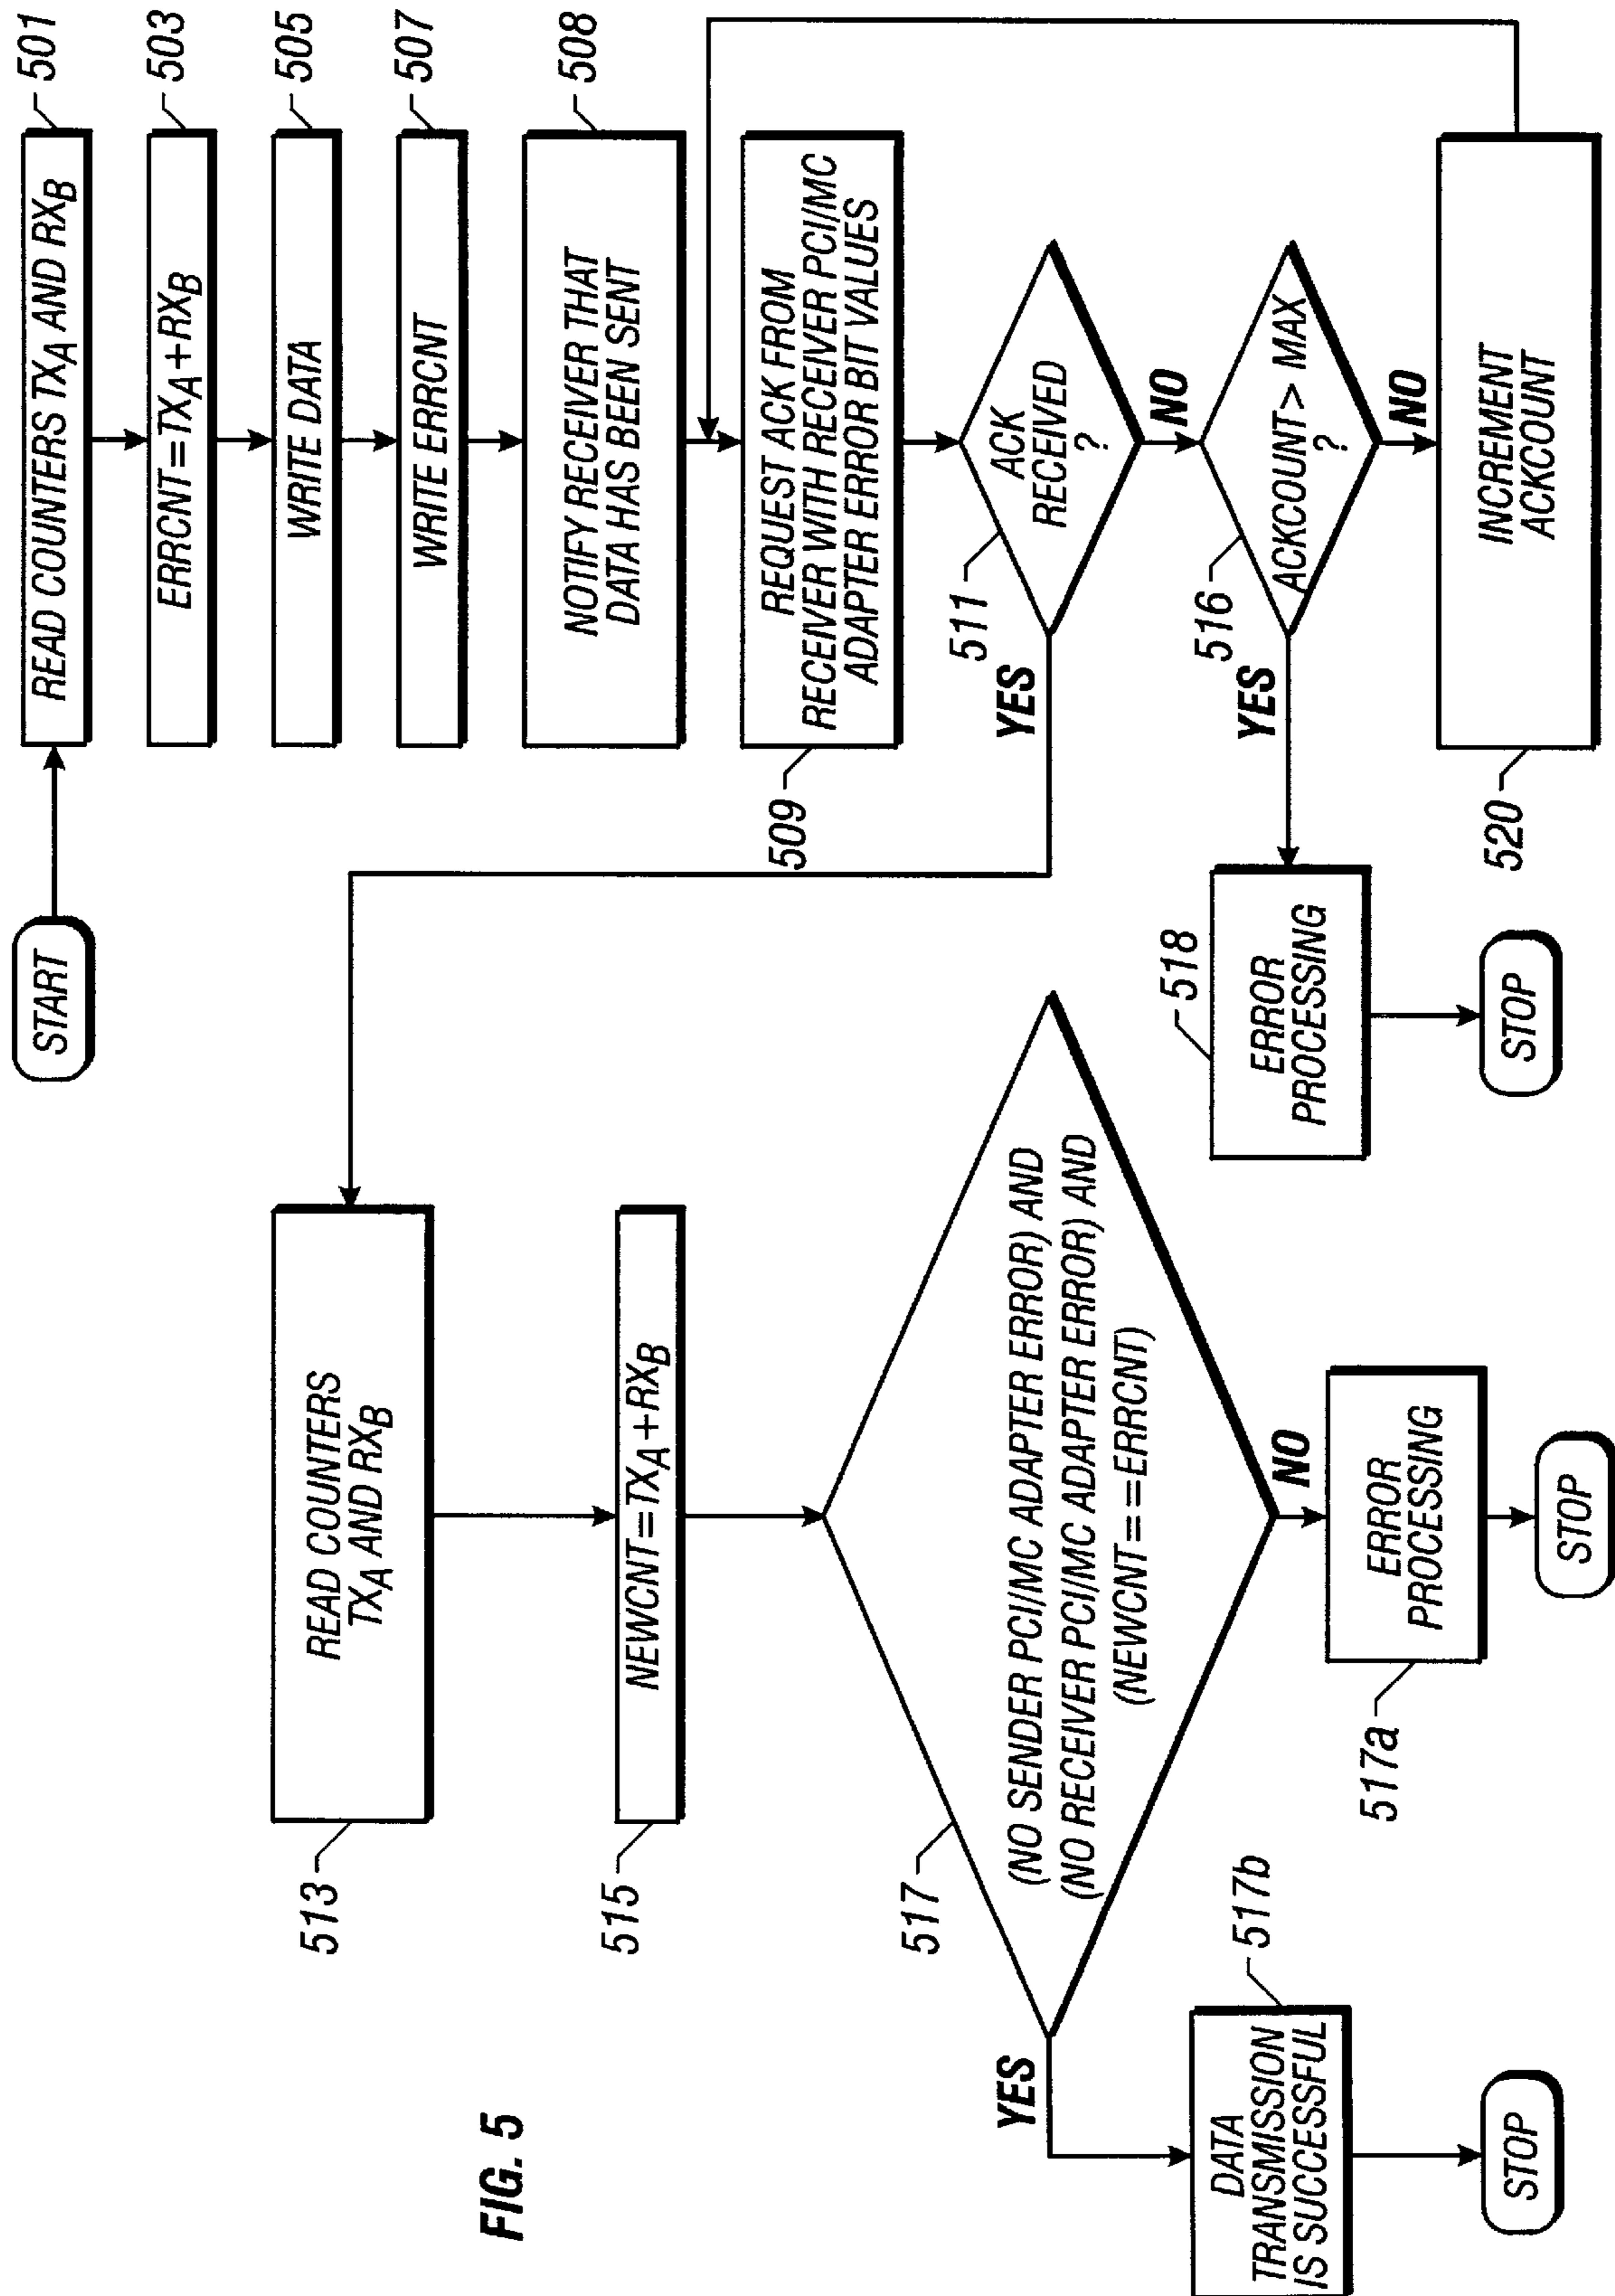 START
READ COUNTERS TXA AND RXB
501
ERRCNT = TXA + RXB
503
WRITE DATA
505
WRITE ERRCNT
507
NOTIFY RECEIVER THAT
DATA HAS BEEN SENT
508
REQUEST ACK FROM
RECEIVER WITH RECEIVER PCI/MC
ADAPTER ERROR BIT VALUES
509
ACK
RECEIVED
?
511
YES
NO
ACKCOUNT > MAX
?
516
YES
NO
INCREMENT
ACKCOUNT
520
ERROR
PROCESSING
518
STOP
READ COUNTERS
TXA AND RXB
513
NEWCNT = TXA + RXB
515
(NO SENDER PCI/MC ADAPTER ERROR) AND
(NO RECEIVER PCI/MC ADAPTER ERROR) AND
(NEWCNT = = ERRCNT)
517
NO
ERROR
PROCESSING
517a
STOP
YES
DATA
TRANSMISSION
IS SUCCESSFUL
517b
STOP
FIG. 5